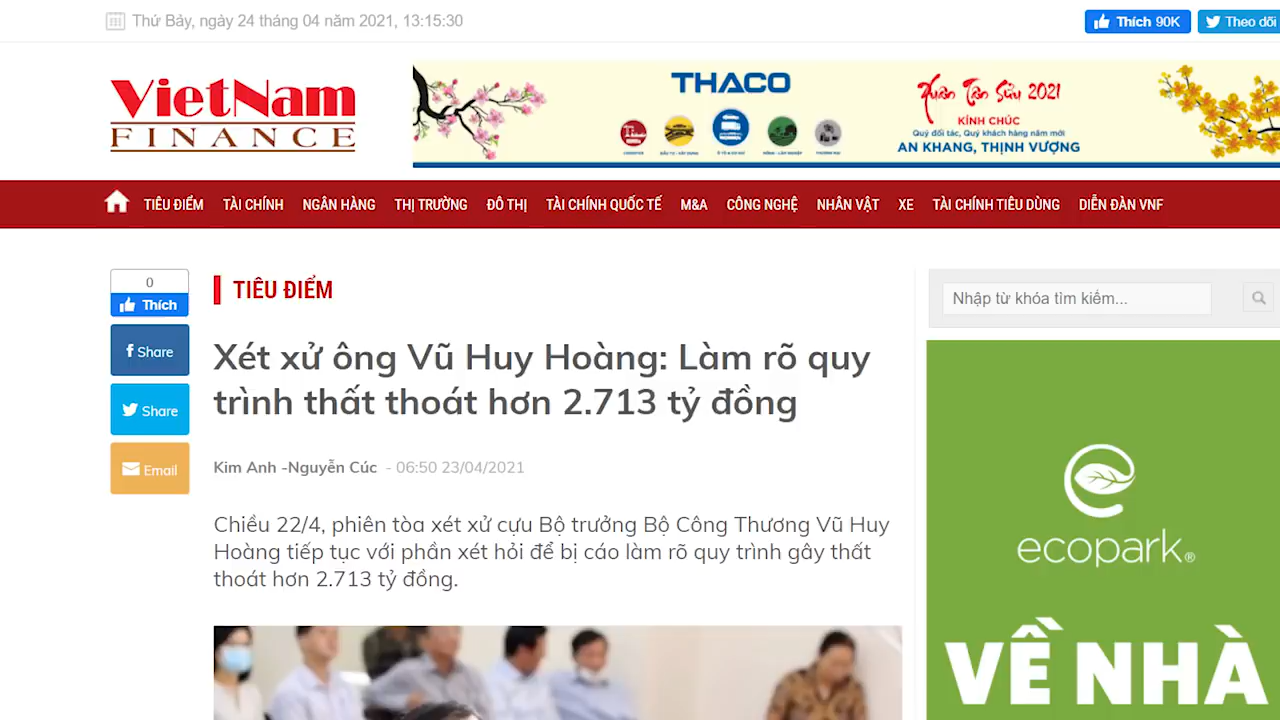 Thứ Bảy, ngày 24 tháng 04 năm 2021, 13:15:30
Thích 90K
Theo dõi
VietNam
FINANCE
THACO
Xuân Tân Sửu 2021
KÍNH CHÚC
Quý đối tác, Quý khách hàng năm mới
AN KHANG, THỊNH VƯỢNG
TIÊU ĐIỂM TÀI CHÍNH NGÂN HÀNG THỊ TRƯỜNG ĐÔ THỊ TÀI CHÍNH QUỐC TẾ M&A CÔNG NGHỆ NHÂN VẬT XE TÀI CHÍNH TIÊU DÙNG DIỄN ĐÀN VNF
0
Thích
Share
Share
Email
TIÊU ĐIỂM
Xét xử ông Vũ Huy Hoàng: Làm rõ quy
trình thất thoát hơn 2.713 tỷ đồng
Kim Anh -Nguyễn Cúc - 06:50 23/04/2021
Chiều 22/4, phiên tòa xét xử cựu Bộ trưởng Bộ Công Thương Vũ Huy
Hoàng tiếp tục với phần xét hỏi để bị cáo làm rõ quy trình gây thất
thoát hơn 2.713 tỷ đồng.
Nhập từ khóa tìm kiếm...
ecopark®
VỀ NHÀ